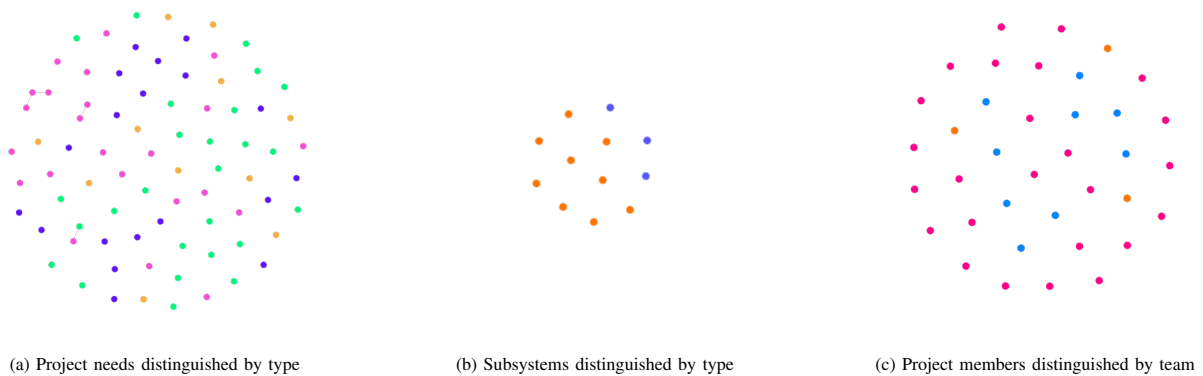 (a) Project needs distinguished by type
(b) Subsystems distinguished by type
(c) Project members distinguished by team